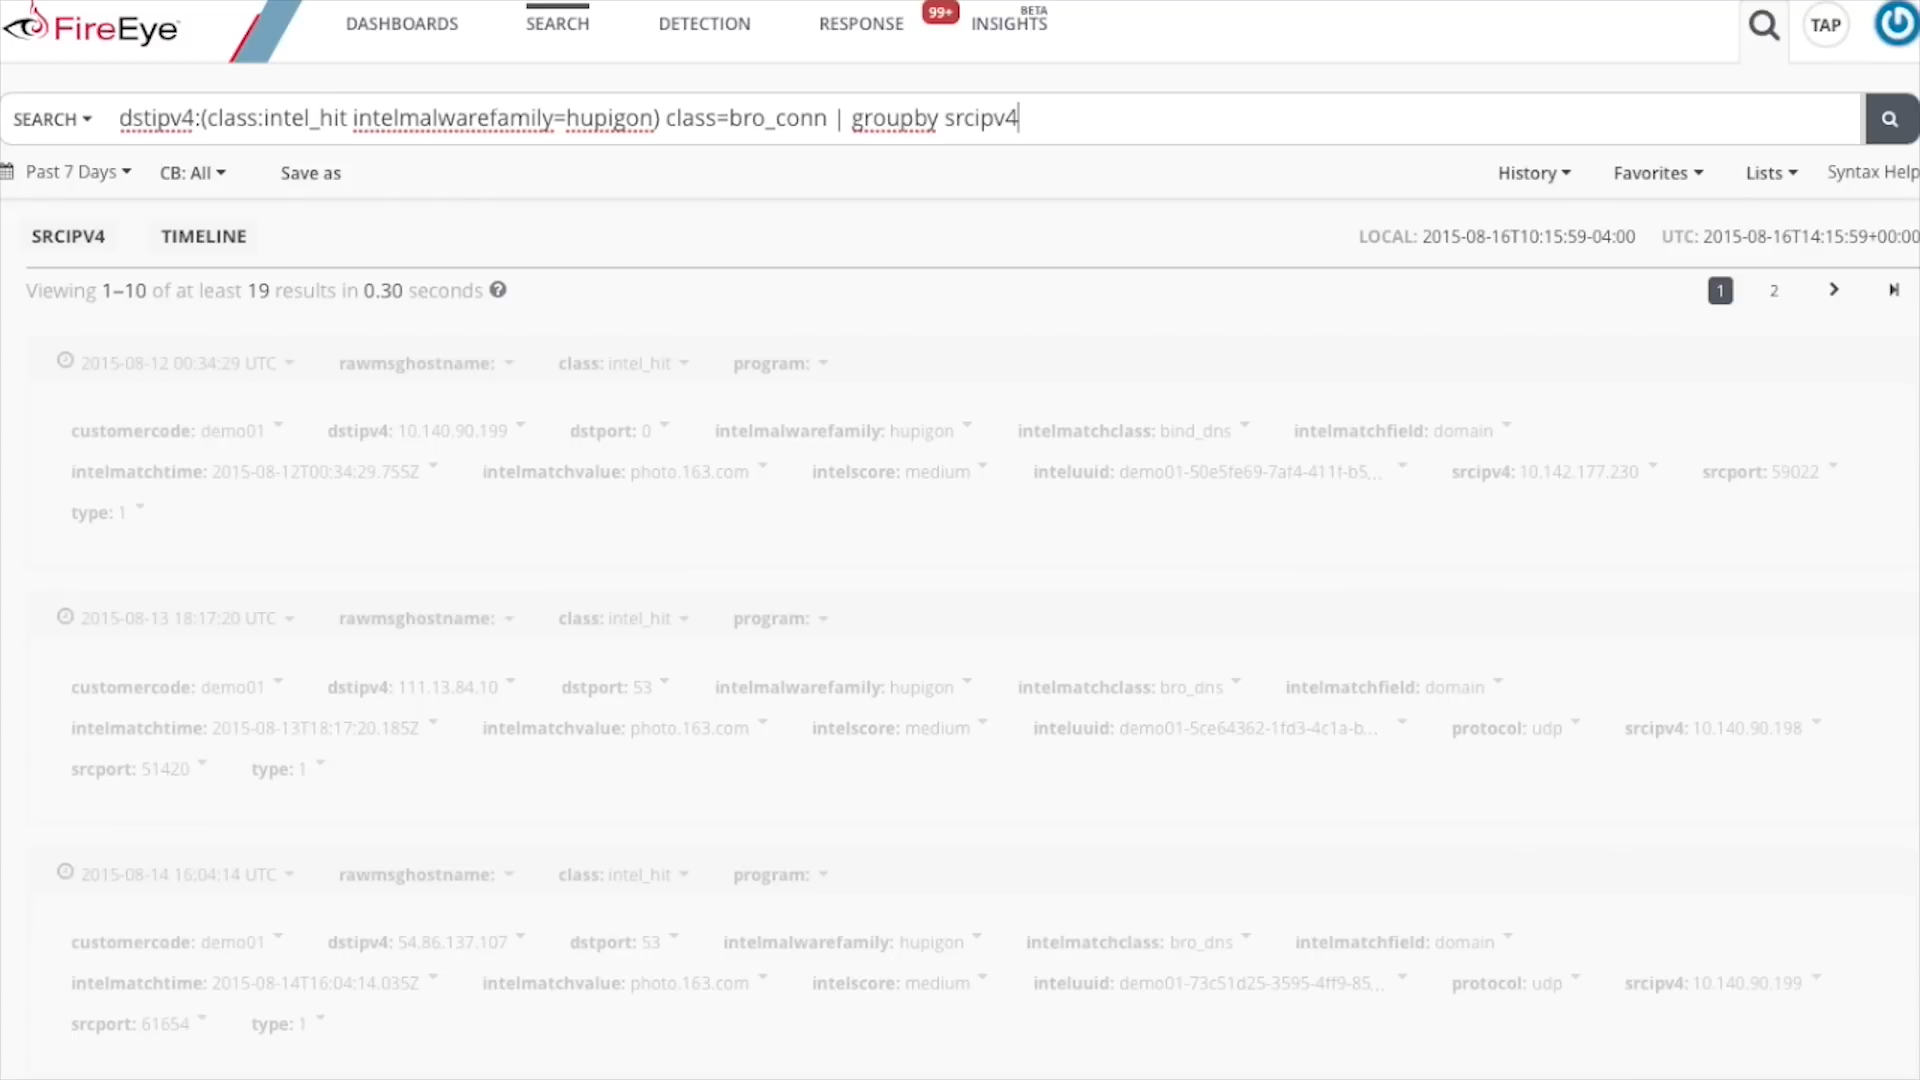 FireEye DASHBOARDS SEARCH DETECTION RESPONSE 99+ INSIGHTS BETA TAP
SEARCH dstipv4:(class:intel_hit intelmalwarefamily=hupigon) class=bro_conn | groupby srcipv4
Past 7 Days CB: All Save as History Favorites Lists Syntax Help
SRCIPV4 TIMELINE LOCAL: 2015-08-16T10:15:59-04:00 UTC: 2015-08-16T14:15:59+00:00
Viewing 1–10 of at least 19 results in 0.30 seconds ? 1 2
2015-08-12 00:34:29 UTC rawmsghostname: class: intel_hit program:
customercode: demo01 dstipv4: 10.140.90.199 dstport: 0 intelmalwarefamily: hupigon intelmatchclass: bind_dns intelmatchfield: domain
intelmatchtime: 2015-08-12T00:34:29.755Z intelmatchvalue: photo.163.com intelscore: medium inteluuid: demo01-50e5fe69-7af4-411f-b5... srcipv4: 10.142.177.230 srcport: 59022
type: 1
2015-08-13 18:17:20 UTC rawmsghostname: class: intel_hit program:
customercode: demo01 dstipv4: 111.13.84.10 dstport: 53 intelmalwarefamily: hupigon intelmatchclass: bro_dns intelmatchfield: domain
intelmatchtime: 2015-08-13T18:17:20.185Z intelmatchvalue: photo.163.com intelscore: medium inteluuid: demo01-5ce64362-1fd3-4c1a-b... protocol: udp srcipv4: 10.140.90.198
srcport: 51420 type: 1
2015-08-14 16:04:14 UTC rawmsghostname: class: intel_hit program:
customercode: demo01 dstipv4: 54.86.137.107 dstport: 53 intelmalwarefamily: hupigon intelmatchclass: bro_dns intelmatchfield: domain
intelmatchtime: 2015-08-14T16:04:14.035Z intelmatchvalue: photo.163.com intelscore: medium inteluuid: demo01-73c51d25-3595-4ff9-85... protocol: udp srcipv4: 10.140.90.199
srcport: 61654 type: 1